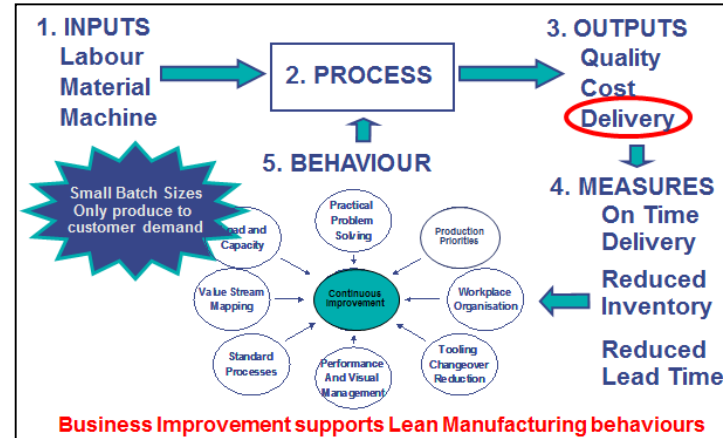 1. INPUTS
Labour
Material
Machine
2. PROCESS
3. OUTPUTS
Quality
Cost
Delivery
4. MEASURES
On Time
Delivery
Reduced
Inventory
Reduced
Lead Time
5. BEHAVIOUR
Small Batch Sizes
Only produce to
customer demand
Practical
Problem
Solving
Production
Priorities
Workplace
Organisation
Tooling
Changeover
Reduction
Performance
And Visual
Management
Standard
Processes
Value Stream
Mapping
and
Capacity
Continuous
Improvement
Business Improvement supports Lean Manufacturing behaviours